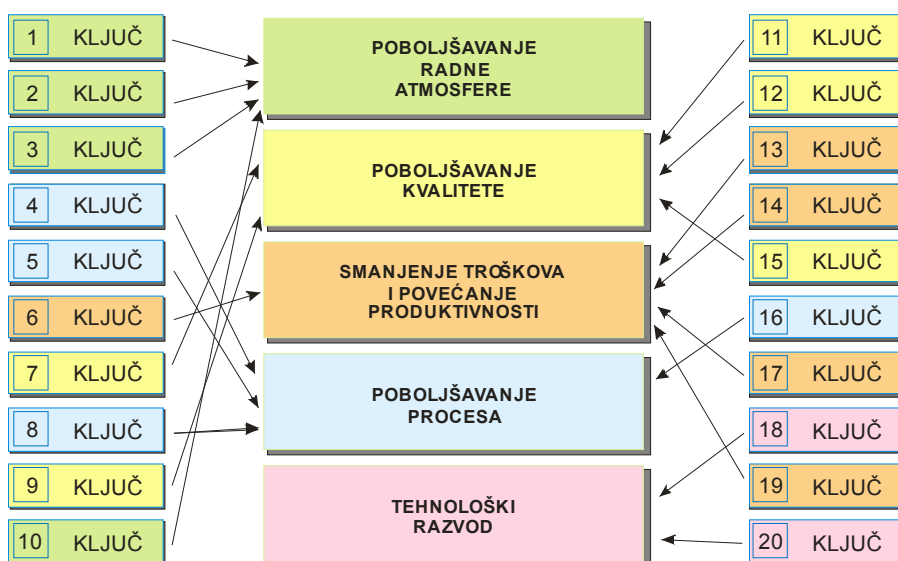 1 KLJUČ
2 KLJUČ
3 KLJUČ
4 KLJUČ
5 KLJUČ
6 KLJUČ
7 KLJUČ
8 KLJUČ
9 KLJUČ
10 KLJUČ
POBOLJŠAVANJE
RADNE
ATMOSFERE
POBOLJŠAVANJE
KVALITETE
SMANJENJE TROŠKOVA
I POVEĆANJE
PRODUKTIVNOSTI
POBOLJŠAVANJE
PROCESA
TEHNOLOŠKI
RAZVOD
11 KLJUČ
12 KLJUČ
13 KLJUČ
14 KLJUČ
15 KLJUČ
16 KLJUČ
17 KLJUČ
18 KLJUČ
19 KLJUČ
20 KLJUČ